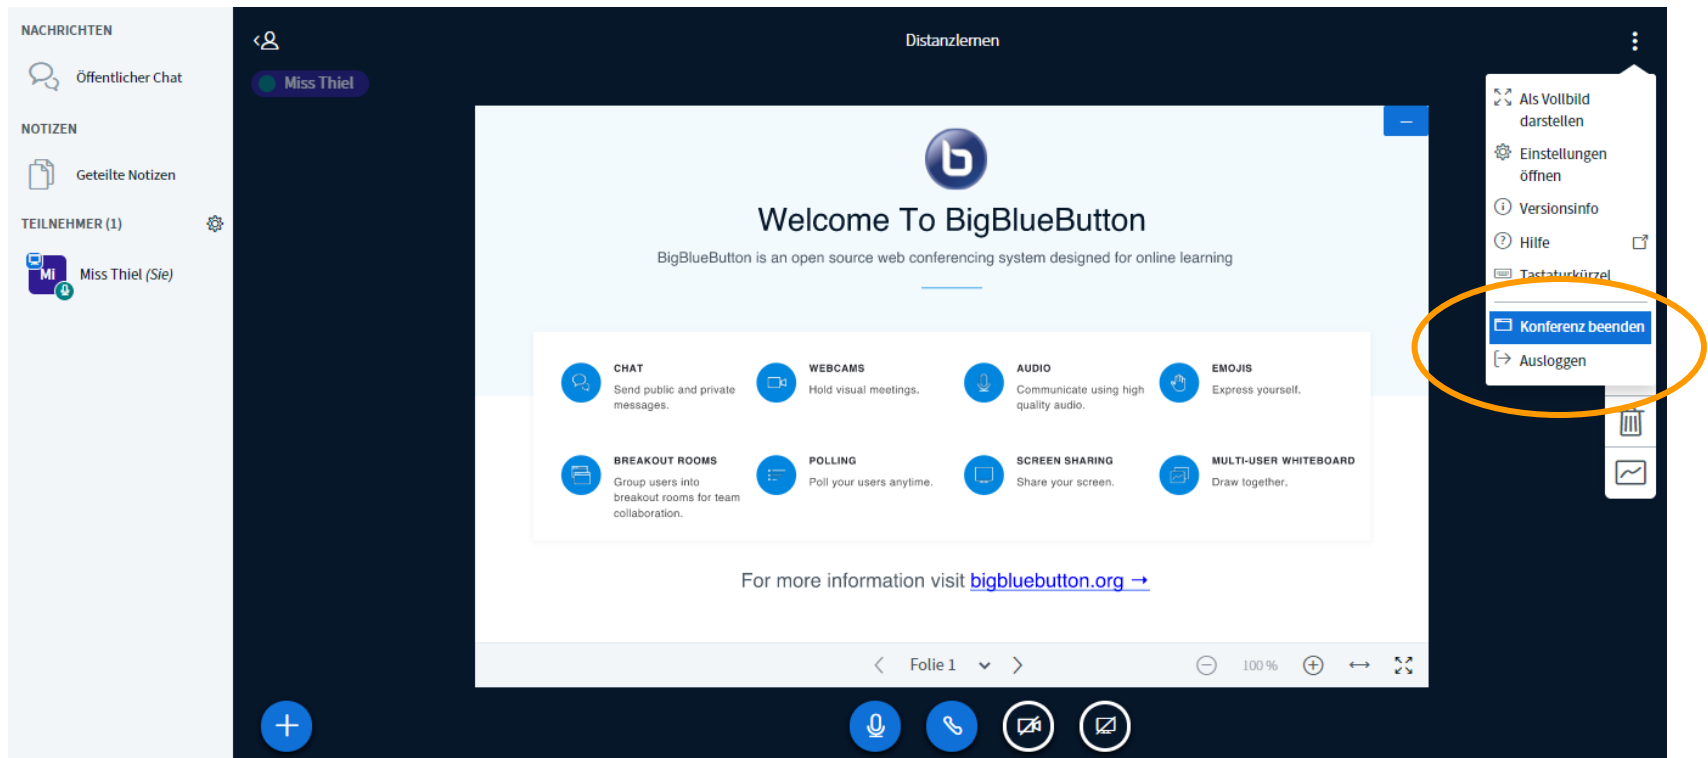 NACHRICHTEN
Öffentlicher Chat
NOTIZEN
Geteilte Notizen
TEILNEHMER (1)
Mi
Miss Thiel (Sie)
Distanzlernen
Miss Thiel
Welcome To BigBlueButton
BigBlueButton is an open source web conferencing system designed for online learning
CHAT
Send public and private
messages.
WEBCAMS
Hold visual meetings.
AUDIO
Communicate using high
quality audio.
EMOJIS
Express yourself.
BREAKOUT ROOMS
Group users into
breakout rooms for team
collaboration.
POLLING
Poll your users anytime.
SCREEN SHARING
Share your screen.
MULTI-USER WHITEBOARD
Draw together.
For more information visit bigbluebutton.org →
Folie 1
100 %
Als Vollbild
darstellen
Einstellungen
öffnen
Versionsinfo
Hilfe
Tastaturkürzel
Konferenz beenden
Ausloggen